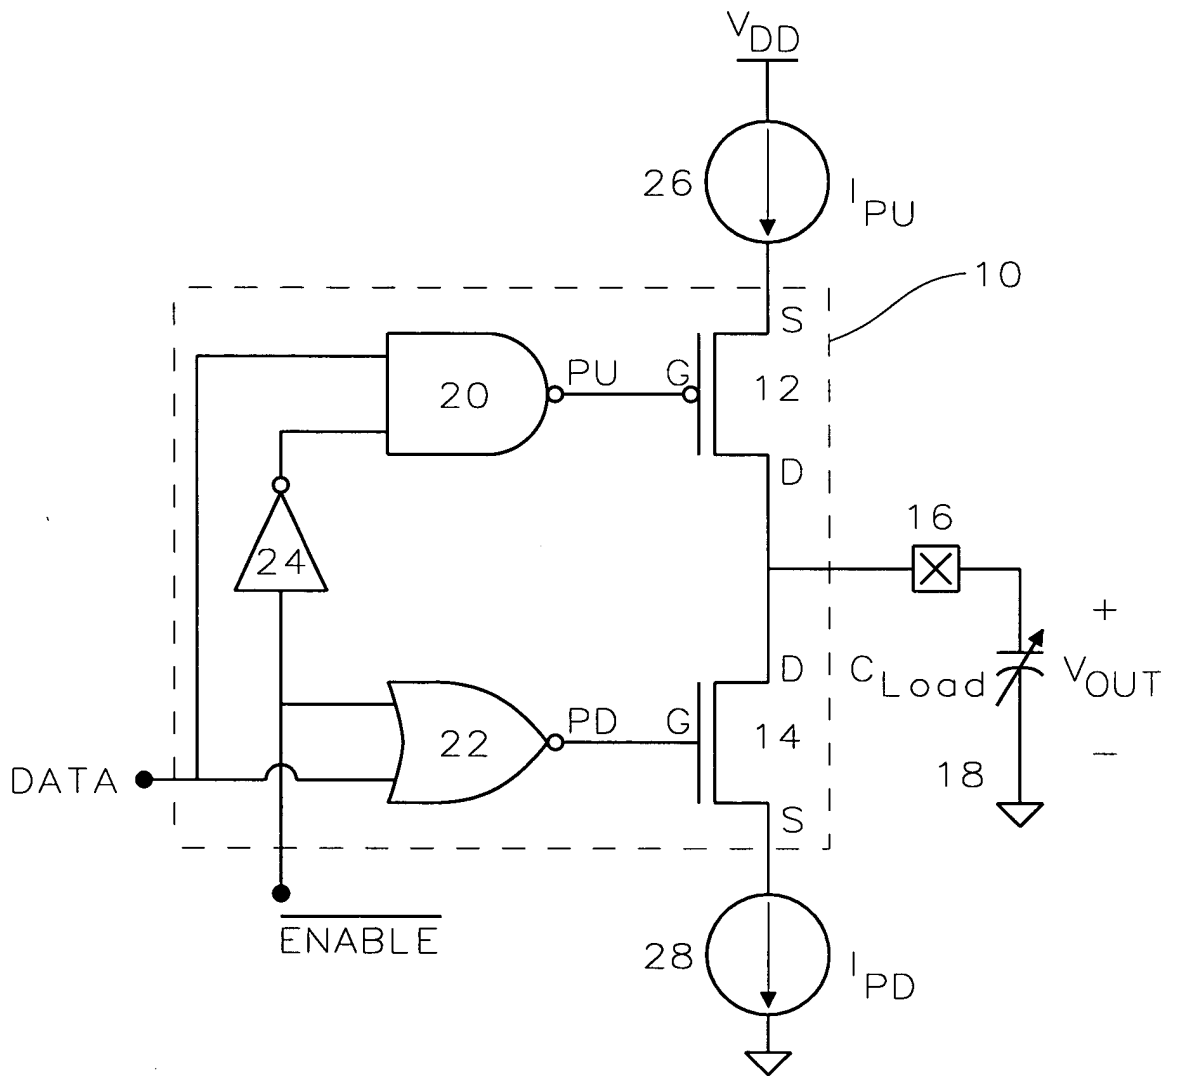 VDD
26
IPU
10
S
PU
G
12
20
D
16
24
+
D
CLoad
VOUT
PD
G
22
14
DATA
18
–
S
ENABLE
28
IPD